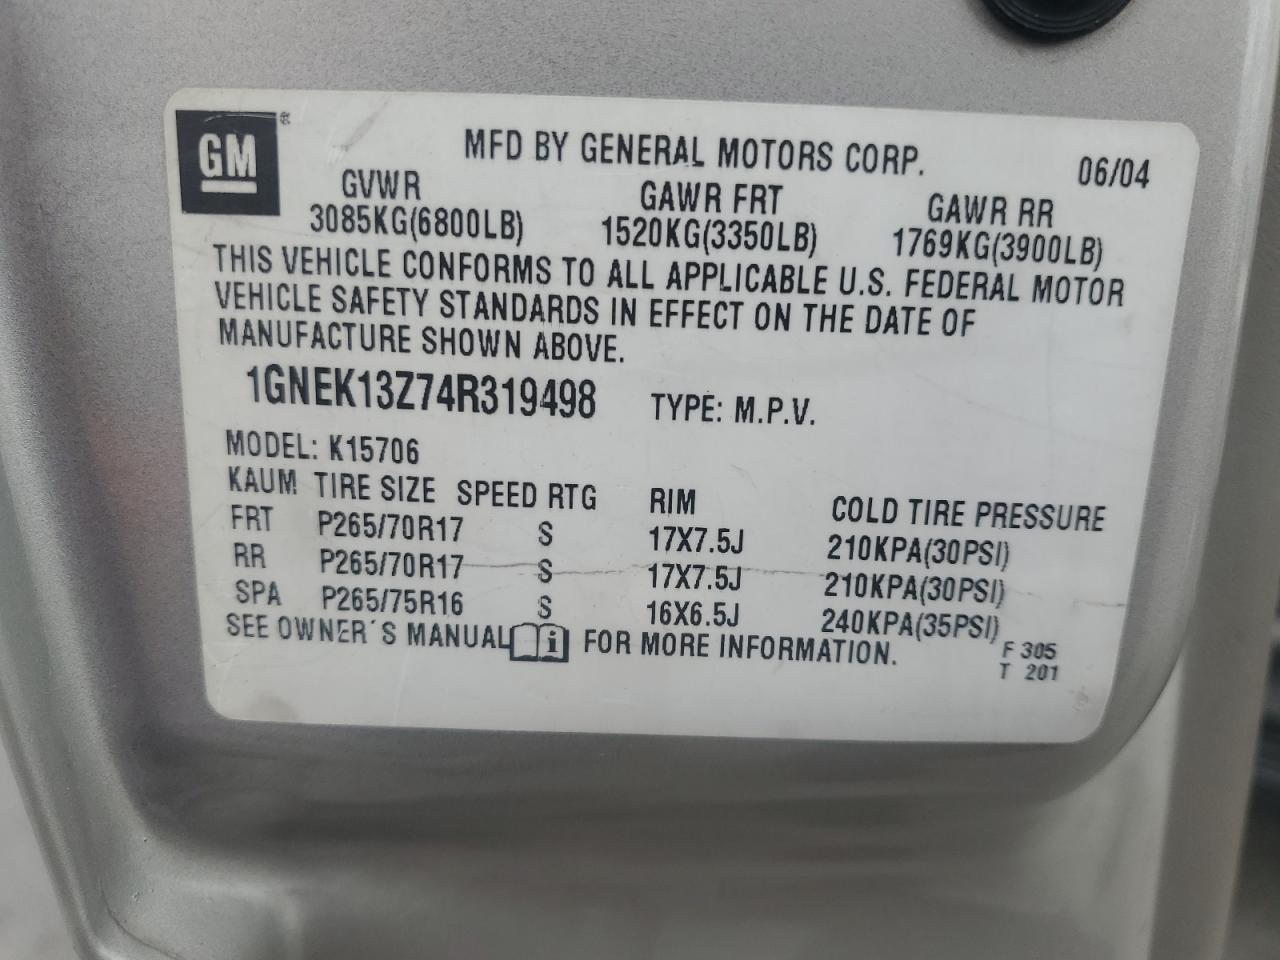 GM ®
MFD BY GENERAL MOTORS CORP. 06/04
GVWR GAWR FRT GAWR RR
3085KG(6800LB) 1520KG(3350LB) 1769KG(3900LB)
THIS VEHICLE CONFORMS TO ALL APPLICABLE U.S. FEDERAL MOTOR
VEHICLE SAFETY STANDARDS IN EFFECT ON THE DATE OF
MANUFACTURE SHOWN ABOVE.
1GNEK13Z74R319498 TYPE: M.P.V.
MODEL: K15706
KAUM TIRE SIZE SPEED RTG RIM COLD TIRE PRESSURE
FRT P265/70R17 S 17X7.5J 210KPA(30PSI)
RR P265/70R17 S 17X7.5J 210KPA(30PSI)
SPA P265/75R16 S 16X6.5J 240KPA(35PSI)
SEE OWNER'S MANUAL i FOR MORE INFORMATION.
F 305
T 201